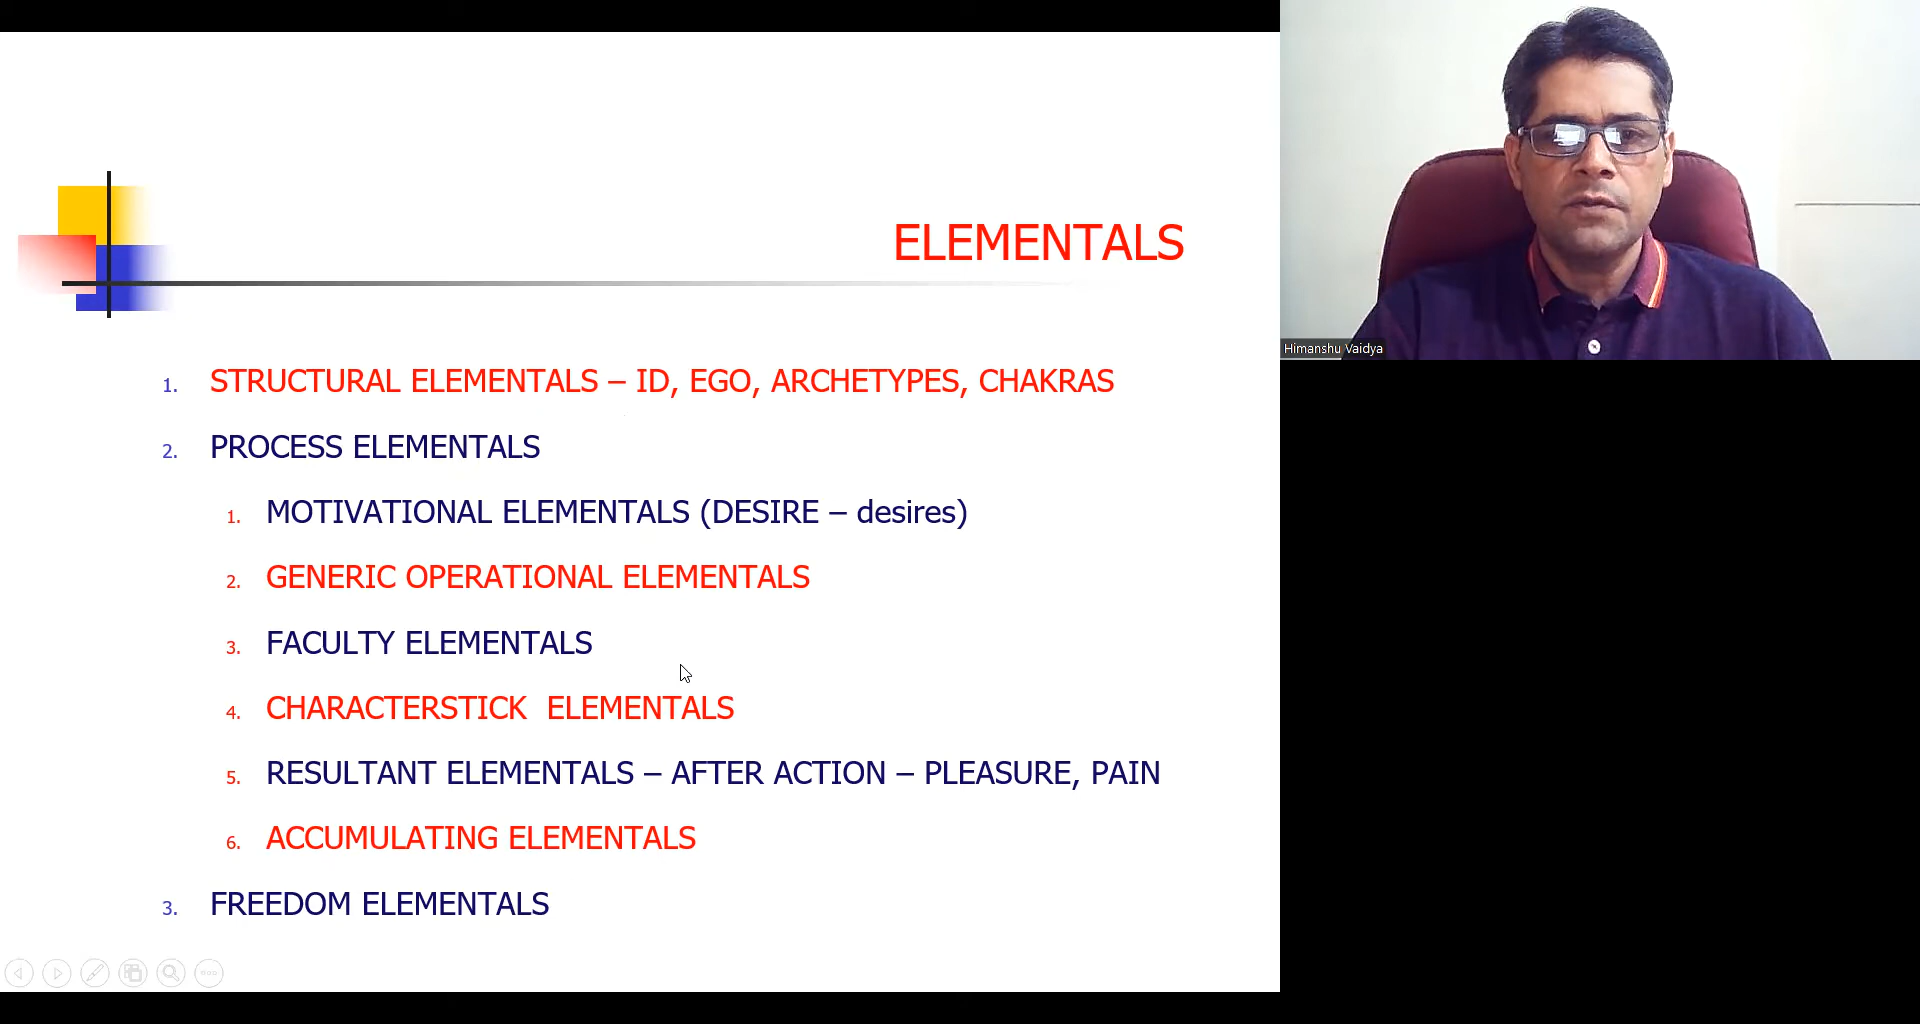 ELEMENTALS
1. STRUCTURAL ELEMENTALS – ID, EGO, ARCHETYPES, CHAKRAS
2. PROCESS ELEMENTALS
1. MOTIVATIONAL ELEMENTALS (DESIRE – desires)
2. GENERIC OPERATIONAL ELEMENTALS
3. FACULTY ELEMENTALS
4. CHARACTERSTICK ELEMENTALS
5. RESULTANT ELEMENTALS – AFTER ACTION – PLEASURE, PAIN
6. ACCUMULATING ELEMENTALS
3. FREEDOM ELEMENTALS
Himanshu Vaidya